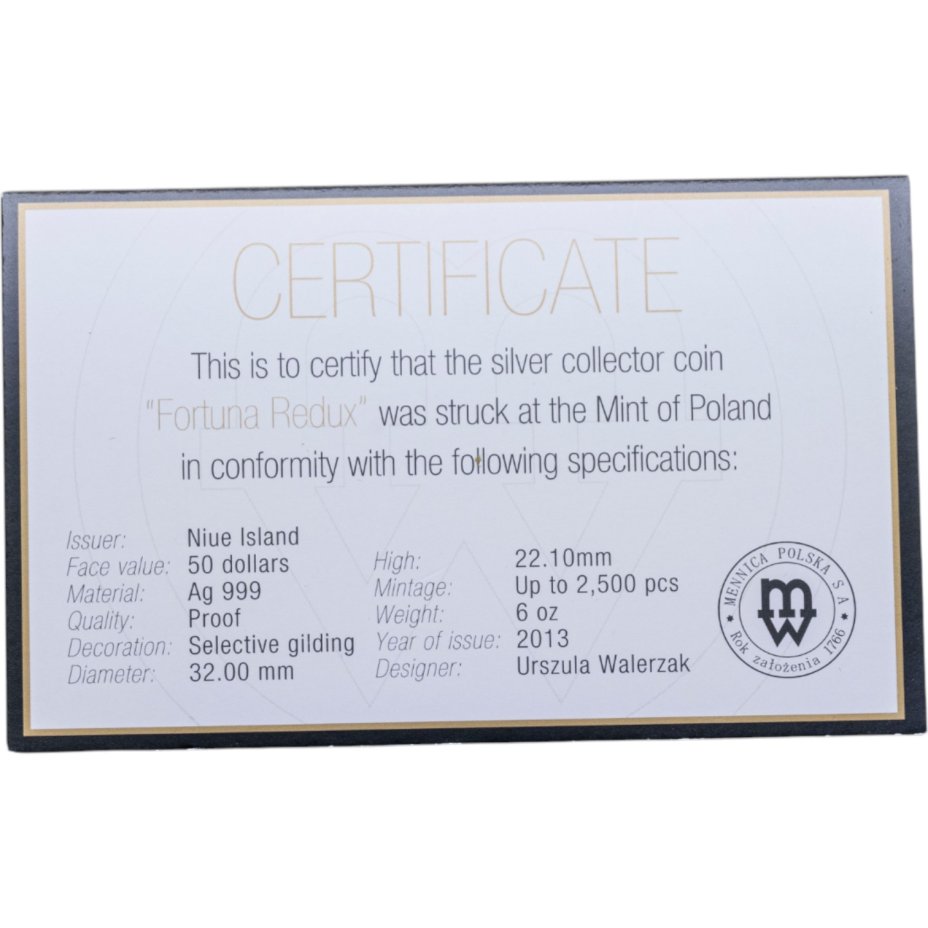 CERTIFICATE
This is to certify that the silver collector coin
"Fortuna Redux" was struck at the Mint of Poland
in conformity with the following specifications:
Issuer: Niue Island
Face value: 50 dollars
Material: Ag 999
Quality: Proof
Decoration: Selective gilding
Diameter: 32.00 mm
High: 22.10mm
Mintage: Up to 2,500 pcs
Weight: 6 oz
Year of issue: 2013
Designer: Urszula Walerzak
MENNICA POLSKA S A
mw
Rok założenia 1766